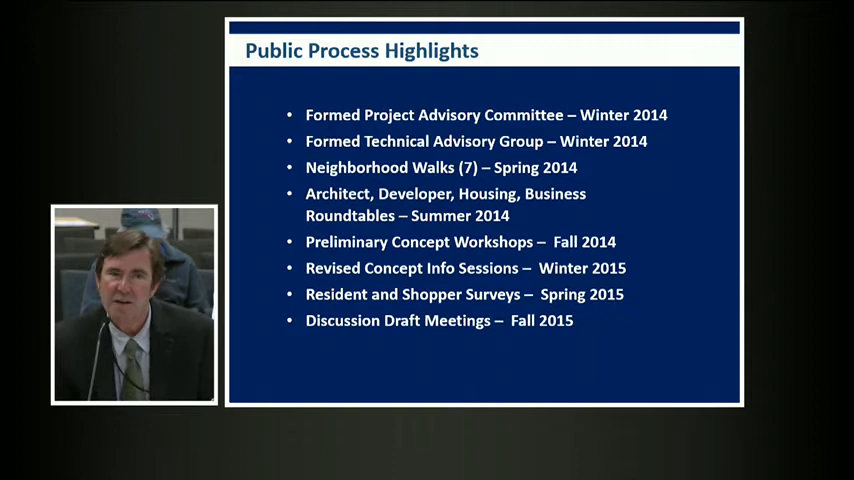 Public Process Highlights
• Formed Project Advisory Committee – Winter 2014
• Formed Technical Advisory Group – Winter 2014
• Neighborhood Walks (7) – Spring 2014
• Architect, Developer, Housing, Business
Roundtables – Summer 2014
• Preliminary Concept Workshops – Fall 2014
• Revised Concept Info Sessions – Winter 2015
• Resident and Shopper Surveys – Spring 2015
• Discussion Draft Meetings – Fall 2015